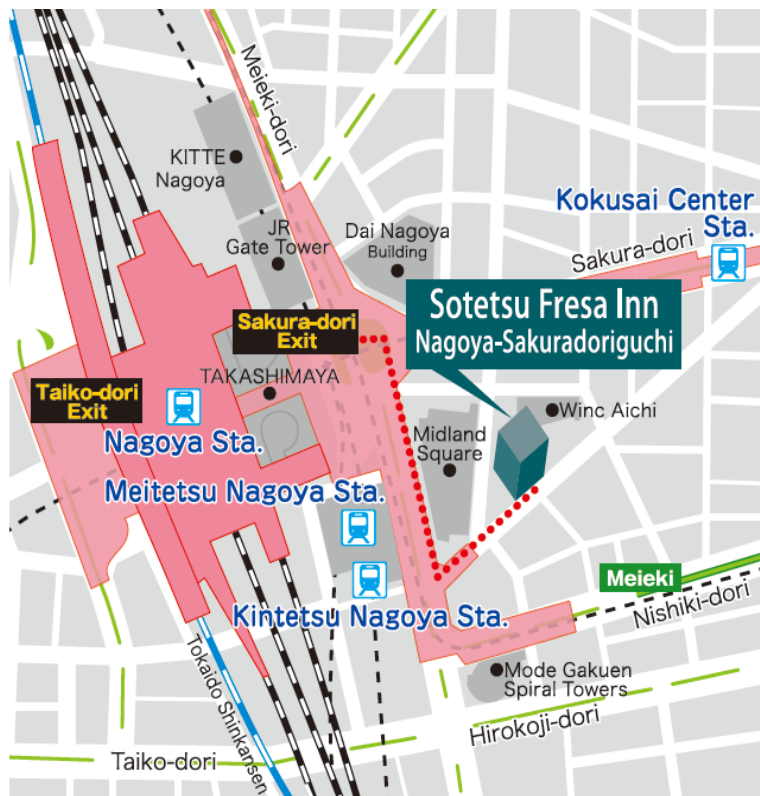 Meieki-dori
KITTE
Nagoya
JR
Gate Tower
Dai Nagoya
Building
Kokusai Center
Sta.
Sakura-dori
Sotetsu Fresa Inn
Nagoya-Sakuradoriguchi
Sakura-dori
Exit
TAKASHIMAYA
Taiko-dori
Exit
Nagoya Sta.
Winc Aichi
Midland
Square
Meitetsu Nagoya Sta.
Kintetsu Nagoya Sta.
Meieki
Nishiki-dori
Mode Gakuen
Spiral Towers
Hirokoji-dori
Tokaido Shinkansen
Taiko-dori